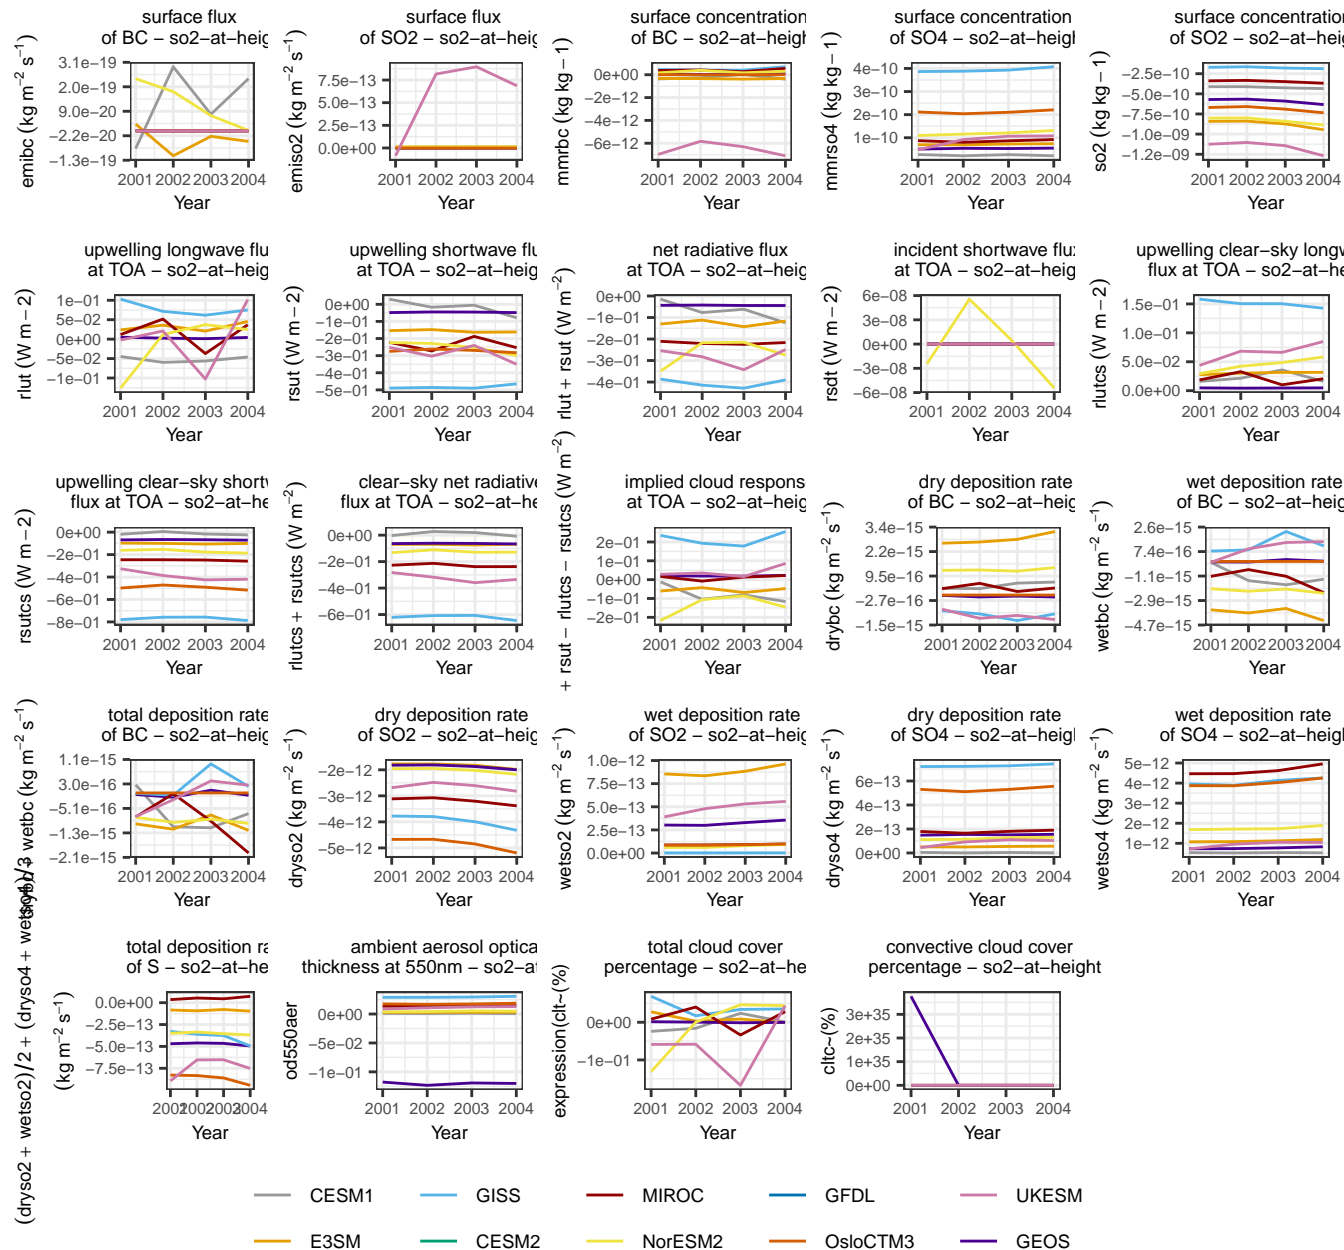 surface flux
of BC − so2−at−heig
emibc (kg m−2 s−1)
3.1e−19
2.0e−19
9.0e−20
−2.2e−20
−1.3e−19
2001 2002 2003 2004
Year
surface flux
of SO2 − so2−at−heig
emiso2 (kg m−2 s−1)
7.5e−13
5.0e−13
2.5e−13
0.0e+00
2001 2002 2003 2004
Year
surface concentration
of BC − so2−at−heigh
mmrbc (kg kg−1)
0e+00
−2e−12
−4e−12
−6e−12
2001 2002 2003 2004
Year
surface concentration
of SO4 − so2−at−heigh
mmrso4 (kg kg−1)
4e−10
3e−10
2e−10
1e−10
2001 2002 2003 2004
Year
surface concentration
of SO2 − so2−at−heigh
so2 (kg kg−1)
−2.5e−10
−5.0e−10
−7.5e−10
−1.0e−09
−1.2e−09
2001 2002 2003 2004
Year
upwelling longwave flu
at TOA − so2−at−heig
rlut (W m−2)
1e−01
5e−02
0e+00
−5e−02
−1e−01
2001 2002 2003 2004
Year
upwelling shortwave flu
at TOA − so2−at−heig
rsut (W m−2)
0e+00
−1e−01
−2e−01
−3e−01
−4e−01
−5e−01
2001 2002 2003 2004
Year
net radiative flux
at TOA − so2−at−heig
rlut + rsut (W m−2)
0e+00
−1e−01
−2e−01
−3e−01
−4e−01
2001 2002 2003 2004
Year
incident shortwave flux
at TOA − so2−at−heig
rsdt (W m−2)
6e−08
3e−08
0e+00
−3e−08
−6e−08
2001 2002 2003 2004
Year
upwelling clear−sky longw
flux at TOA − so2−at−heig
rlutcs (W m−2)
1.5e−01
1.0e−01
5.0e−02
0.0e+00
2001 2002 2003 2004
Year
upwelling clear−sky shortw
flux at TOA − so2−at−he
rsutcs (W m−2)
0e+00
−2e−01
−4e−01
−6e−01
−8e−01
2001 2002 2003 2004
Year
clear−sky net radiative
flux at TOA − so2−at−he
rlutcs + rsutcs (W m−2)
0e+00
−2e−01
−4e−01
−6e−01
2001 2002 2003 2004
Year
implied cloud respons
at TOA − so2−at−heig
+ rsut − rlutcs − rsutcs (W m−2)
2e−01
1e−01
0e+00
−1e−01
−2e−01
2001 2002 2003 2004
Year
dry deposition rate
of BC − so2−at−heig
drybc (kg m−2 s−1)
3.4e−15
2.2e−15
9.5e−16
−2.7e−16
−1.5e−15
2001 2002 2003 2004
Year
wet deposition rate
of BC − so2−at−heig
wetbc (kg m−2 s−1)
2.6e−15
7.4e−16
−1.1e−15
−2.9e−15
−4.7e−15
2001 2002 2003 2004
Year
total deposition rate
of BC − so2−at−heig
drybc + wetbc (kg m−2 s−1)
1.1e−15
3.0e−16
−5.1e−16
−1.3e−15
−2.1e−15
2001 2002 2003 2004
Year
dry deposition rate
of SO2 − so2−at−heig
dryso2 (kg m−2 s−1)
−2e−12
−3e−12
−4e−12
−5e−12
2001 2002 2003 2004
Year
wet deposition rate
of SO2 − so2−at−heig
wetso2 (kg m−2 s−1)
1.0e−12
7.5e−13
5.0e−13
2.5e−13
0.0e+00
2001 2002 2003 2004
Year
dry deposition rate
of SO4 − so2−at−heigl
dryso4 (kg m−2 s−1)
6e−13
4e−13
2e−13
0e+00
2001 2002 2003 2004
Year
wet deposition rate
of SO4 − so2−at−heigl
wetso4 (kg m−2 s−1)
5e−12
4e−12
3e−12
2e−12
1e−12
2001 2002 2003 2004
Year
total deposition ra
of S − so2−at−he
(dryso2 + wetso2)/2 + (dryso4 + wetso4)/3
(kg m−2 s−1)
0.0e+00
−2.5e−13
−5.0e−13
−7.5e−13
2001 2002 2003 2004
Year
ambient aerosol optica
thickness at 550nm − so2−at
od550aer
0e+00
−5e−02
−1e−01
2001 2002 2003 2004
Year
total cloud cover
percentage − so2−at−he
expression(clt~(%)
0e+00
−1e−01
2001 2002 2003 2004
Year
convective cloud cover
percentage − so2−at−height
cltc~(%)
3e+35
2e+35
1e+35
0e+00
2001 2002 2003 2004
Year
CESM1 GISS MIROC GFDL UKESM
E3SM CESM2 NorESM2 OsloCTM3 GEOS